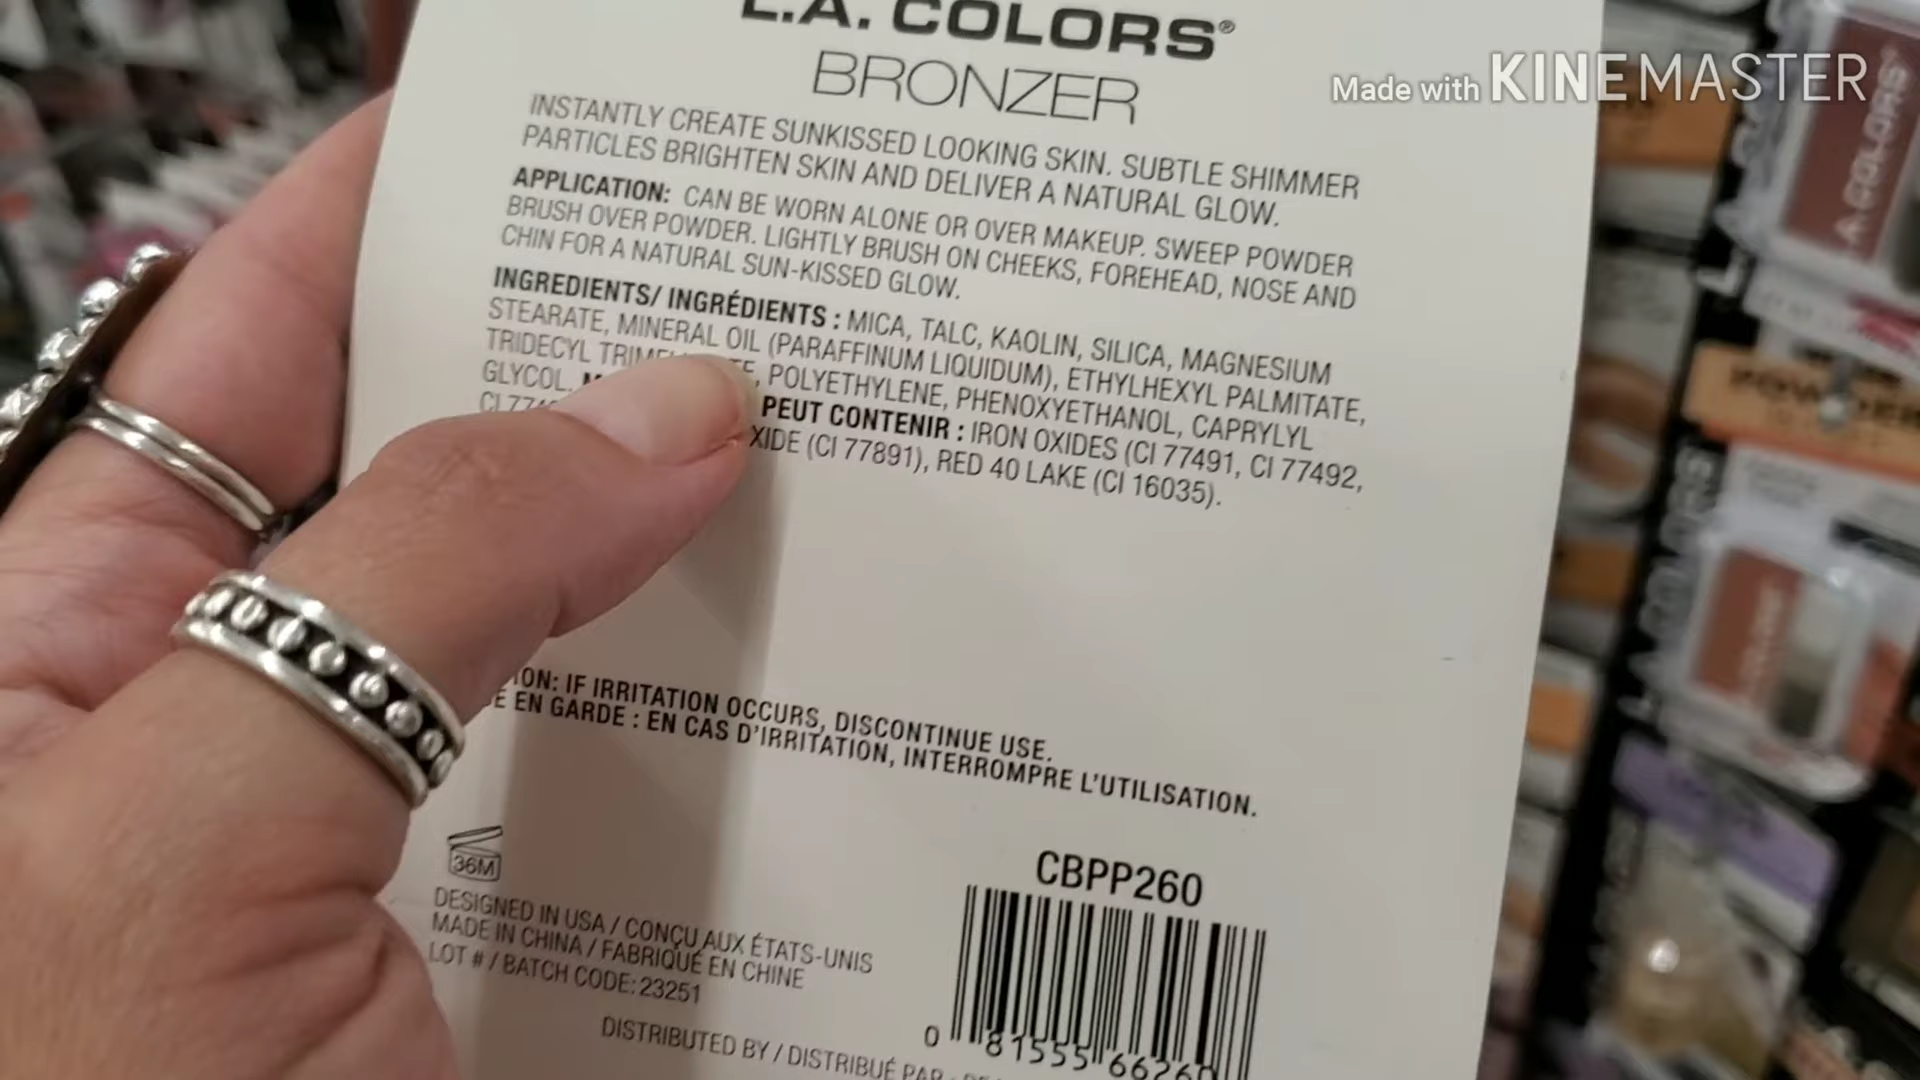 L.A. COLORS®
BRONZER
Made with KINEMASTER
INSTANTLY CREATE SUNKISSED LOOKING SKIN. SUBTLE SHIMMER
PARTICLES BRIGHTEN SKIN AND DELIVER A NATURAL GLOW.
APPLICATION: CAN BE WORN ALONE OR OVER MAKEUP. SWEEP POWDER
BRUSH OVER POWDER. LIGHTLY BRUSH ON CHEEKS, FOREHEAD, NOSE AND
CHIN FOR A NATURAL SUN-KISSED GLOW.
INGREDIENTS/ INGRÉDIENTS : MICA, TALC, KAOLIN, SILICA, MAGNESIUM
STEARATE, MINERAL OIL (PARAFFINUM LIQUIDUM), ETHYLHEXYL PALMITATE,
TRIDECYL POLYETHYLENE, PHENOXYETHANOL, CAPRYLYL
GLYCOL. PEUT CONTENIR : IRON OXIDES (CI 77491, CI 77492,
(CI 77891), RED 40 LAKE (CI 16035).
IF IRRITATION OCCURS, DISCONTINUE USE.
EN GARDE : EN CAS D'IRRITATION, INTERROMPRE L'UTILISATION.
36M
CBPP260
DESIGNED IN USA / CONÇU AUX ÉTATS-UNIS
MADE IN CHINA / FABRIQUÉ EN CHINE
LOT # / BATCH CODE: 23251
0 81555 66260
DISTRIBUTED BY / DISTRIBUÉ PAR
L.A. COLORS
POWDER